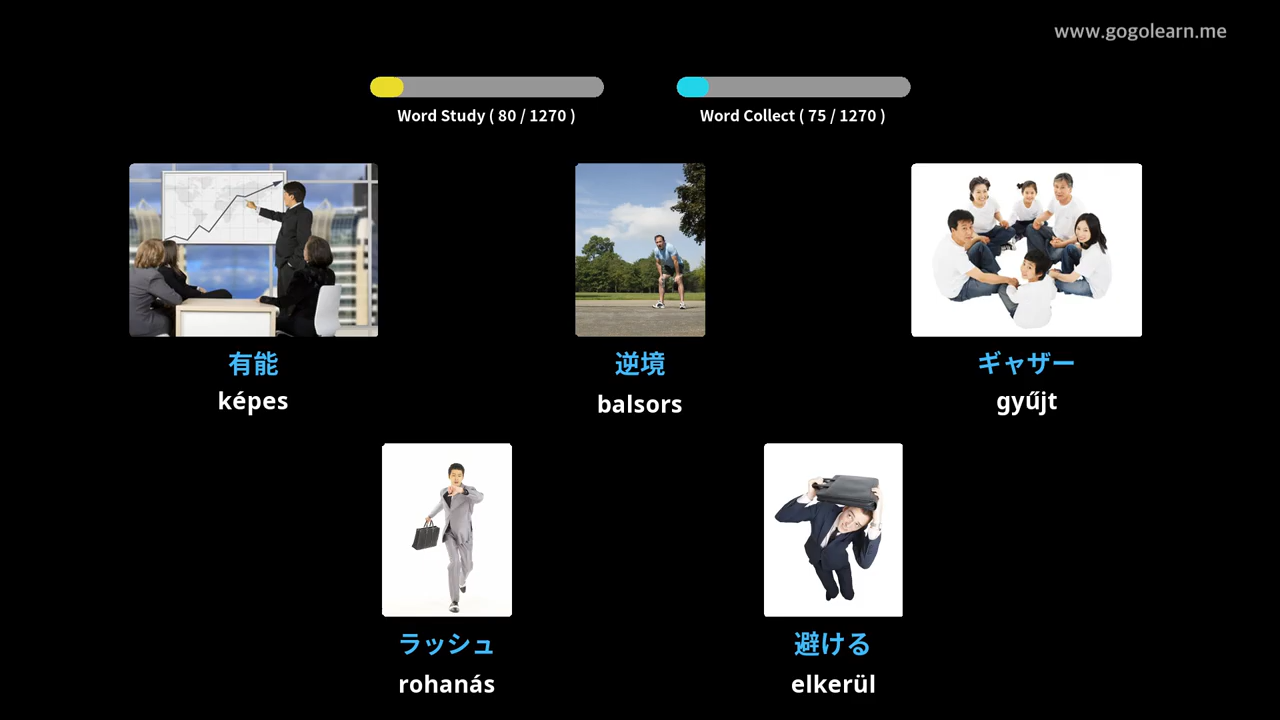 www.gogolearn.me
Word Study ( 80 / 1270 )
Word Collect ( 75 / 1270 )
有能
képes
逆境
balsors
ギャザー
gyűjt
ラッシュ
rohanás
避ける
elkerül